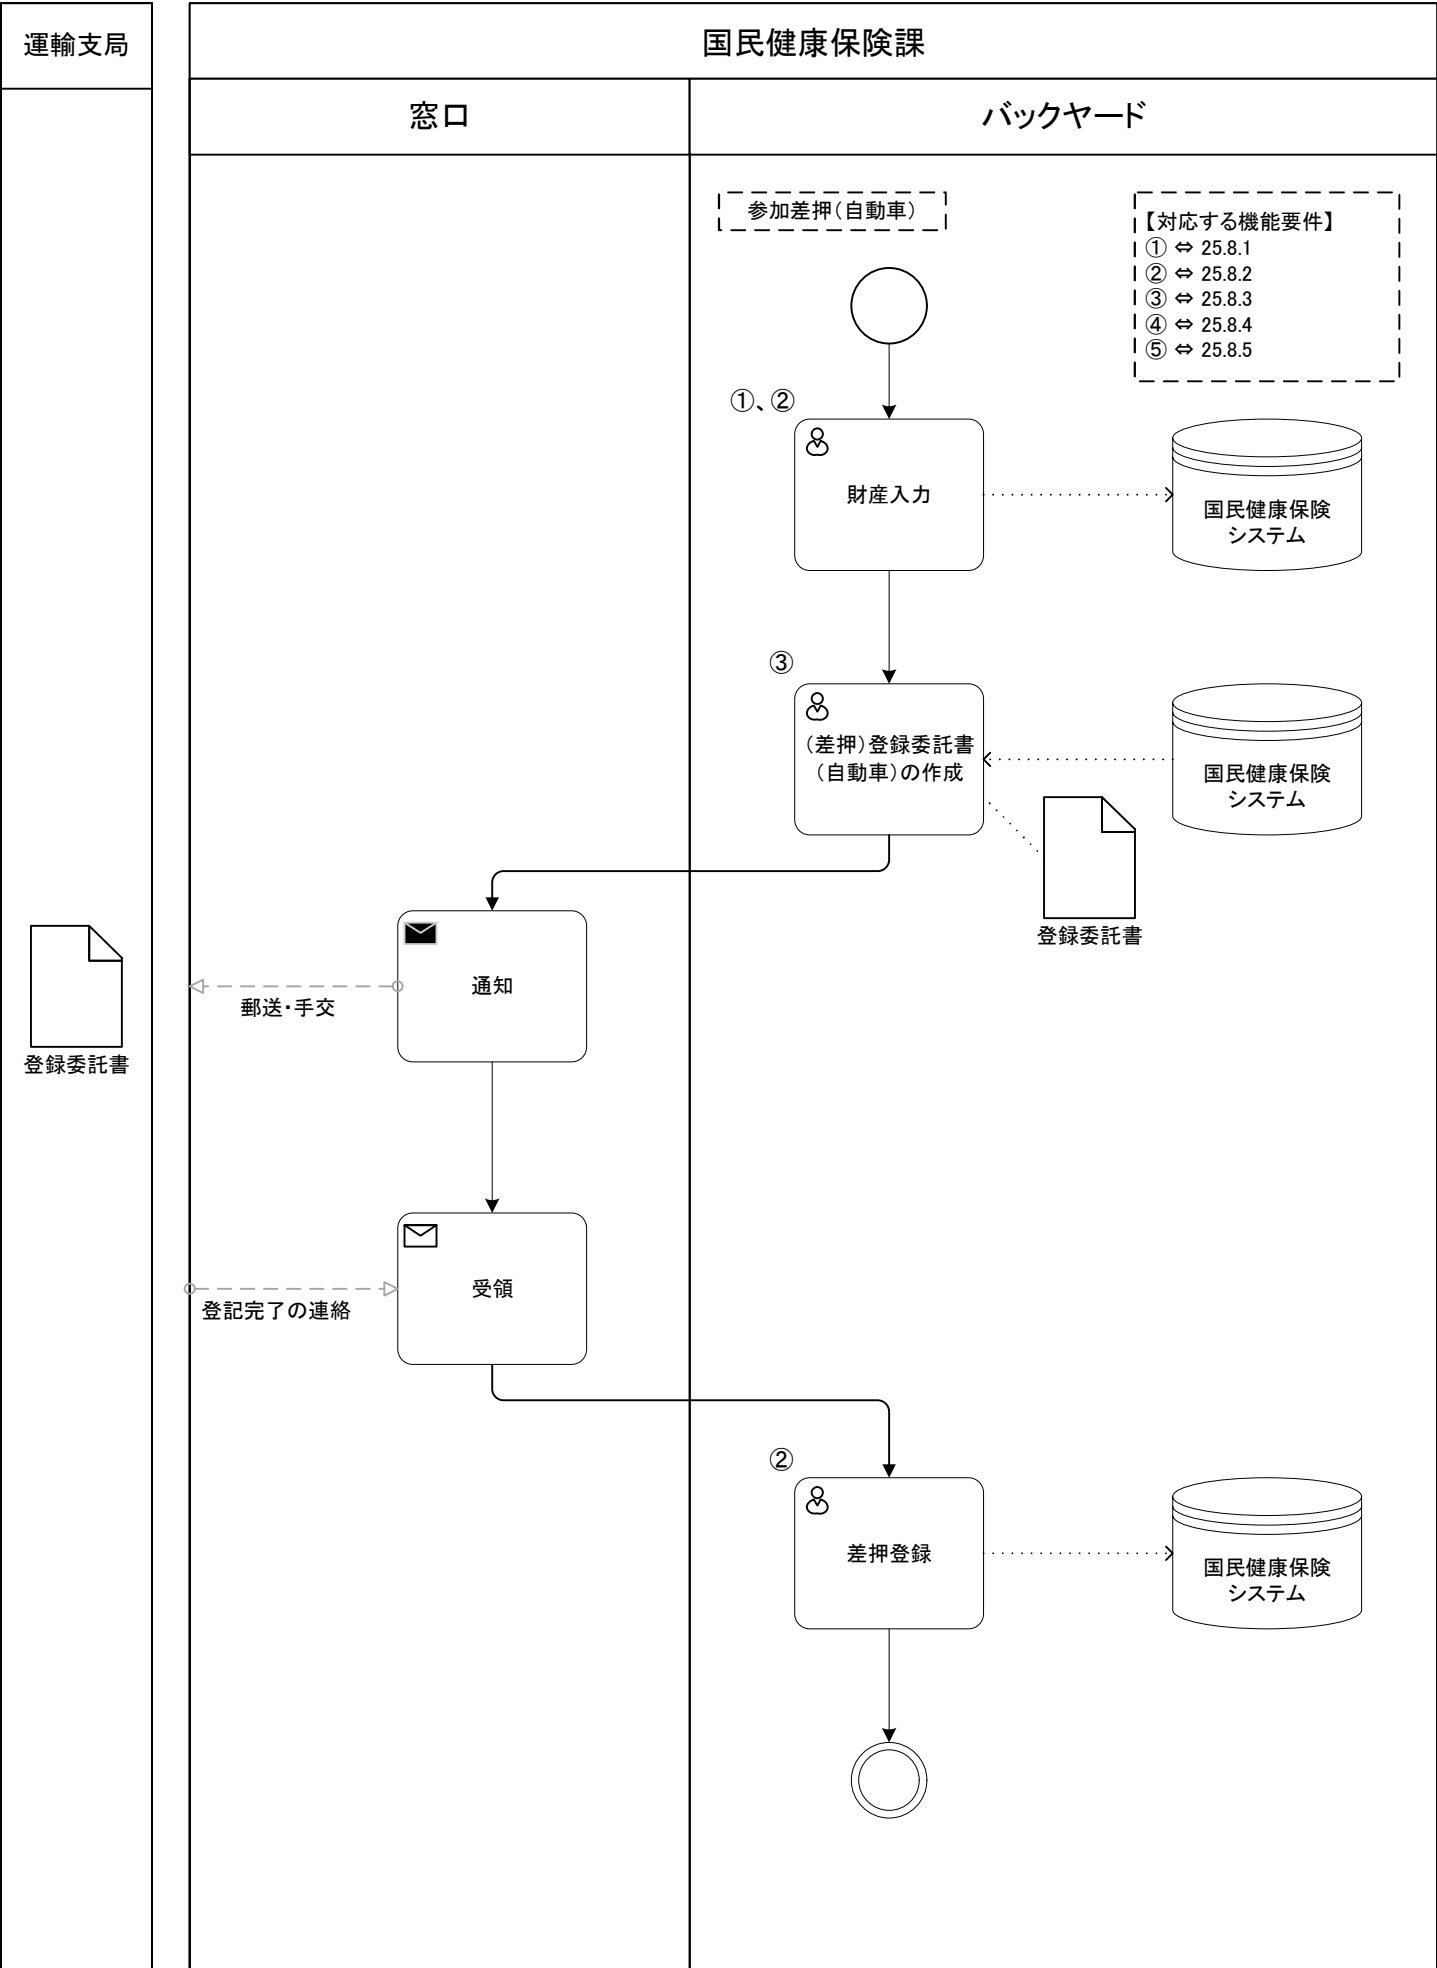 運輸支局
国民健康保険課
窓口
バックヤード
参加差押（自動車）
【対応する機能要件】
① ⇔ 25.8.1
② ⇔ 25.8.2
③ ⇔ 25.8.3
④ ⇔ 25.8.4
⑤ ⇔ 25.8.5
①、②
財産入力
国民健康保険
システム
③
（差押）登録委託書
（自動車）の作成
国民健康保険
システム
登録委託書
通知
郵送・手交
登録委託書
受領
登記完了の連絡
②
差押登録
国民健康保険
システム